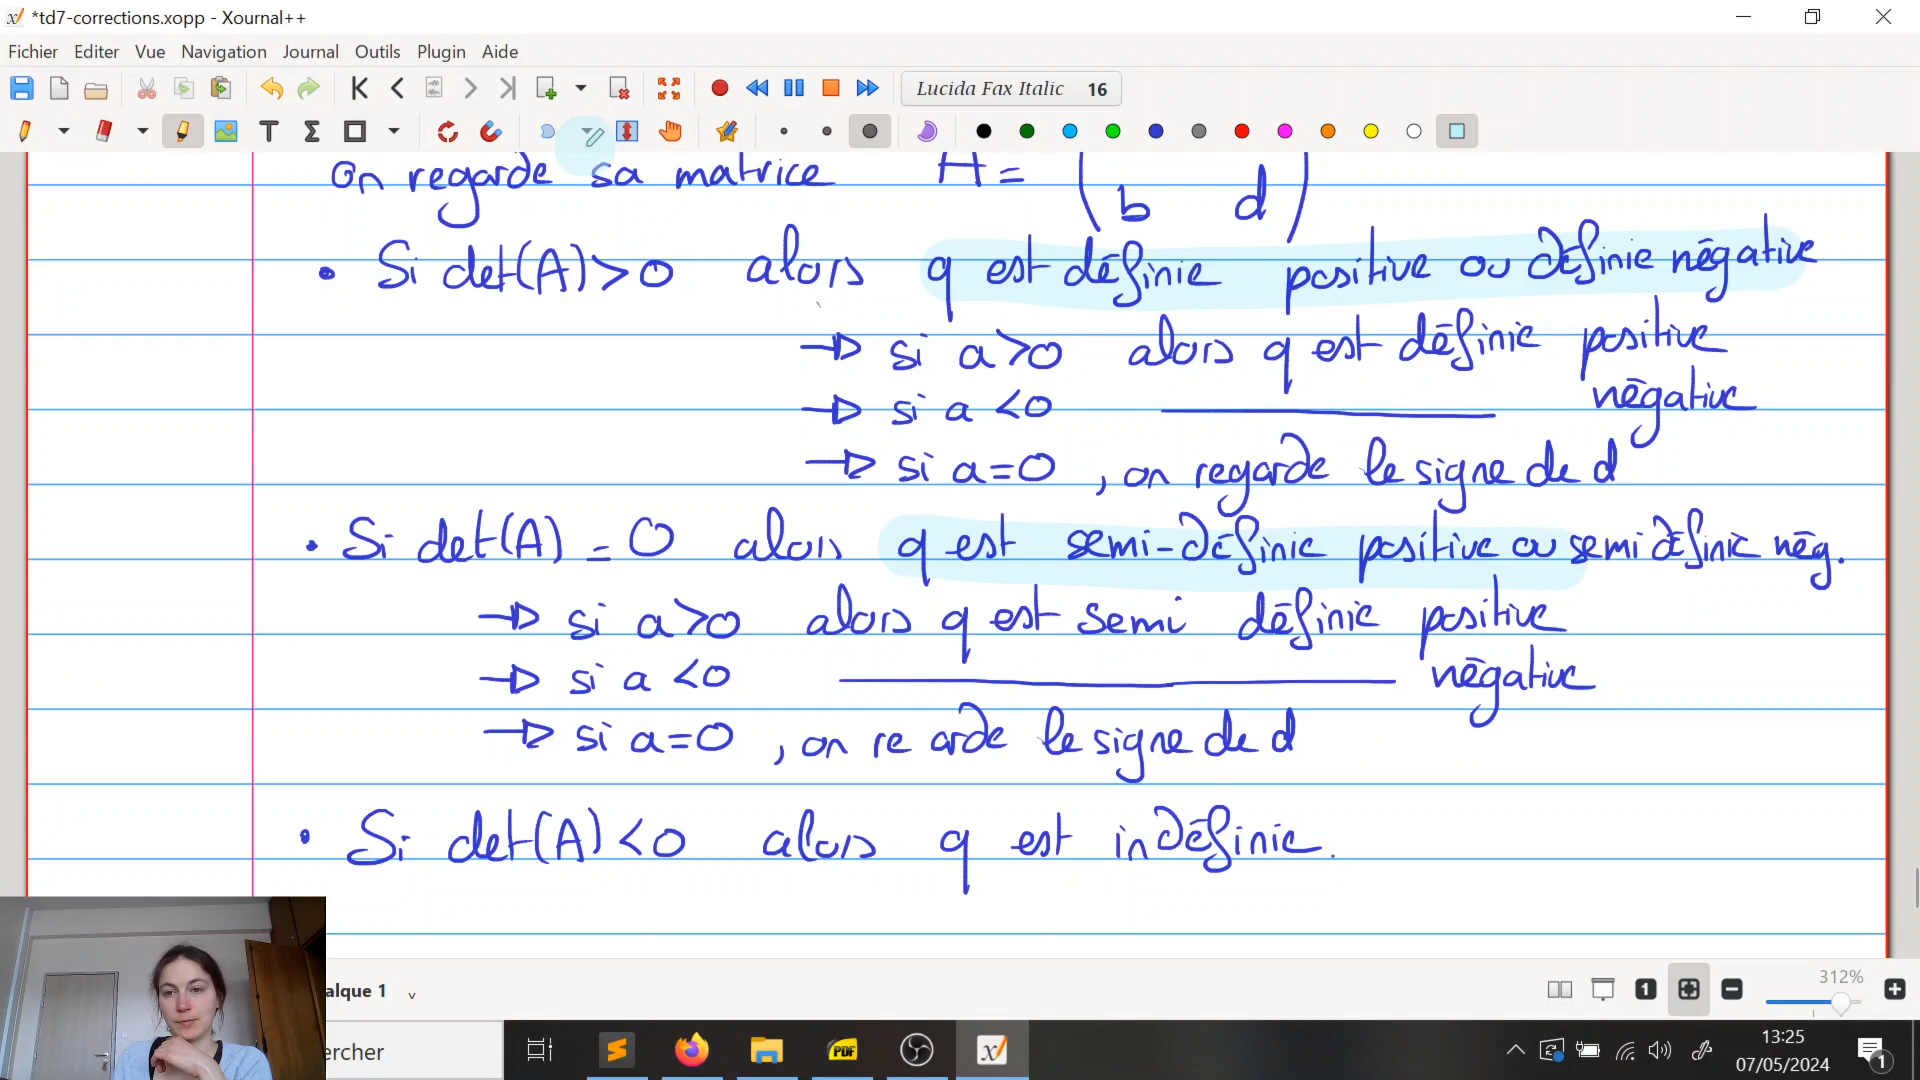 *td7-corrections.xopp - Xournal++
Fichier Editer Vue Navigation Journal Outils Plugin Aide
Lucida Fax Italic 16
On regarde sa matrice A = ( b d )
• Si det(A) > 0 alors q est définie positive ou définie négative
→ si a > 0 alors q est définie positive
→ si a < 0 ——— négative
→ si a = 0 , on regarde le signe de d
• Si det(A) = 0 alors q est semi-définie positive ou semi définie nég.
→ si a > 0 alors q est semi définie positive
→ si a < 0 ——— négative
→ si a = 0 , on re arde le signe de d
• Si det(A) < 0 alors q est indéfinie.
alque 1
312%
ercher
PDF
13:25
07/05/2024
1